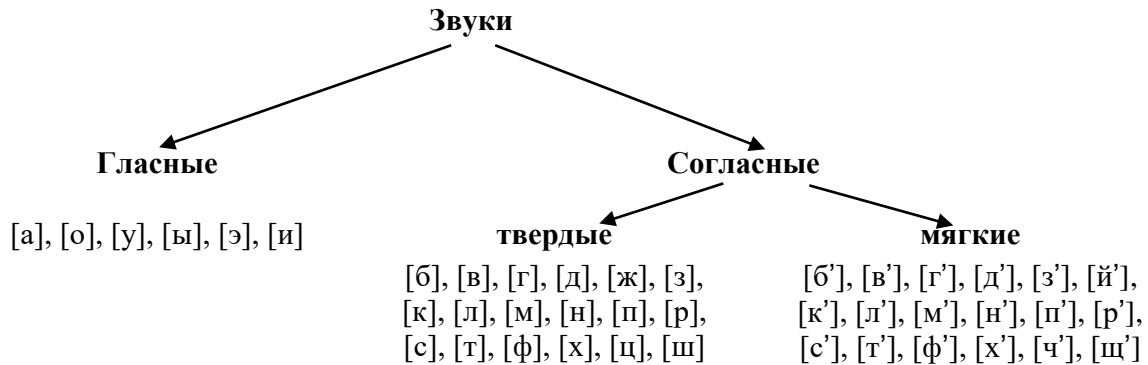 Звуки
Гласные
Согласные
[а], [о], [у], [ы], [э], [и]
твердые
мягкие
[б], [в], [г], [д], [ж], [з],
[к], [л], [м], [н], [п], [р],
[с], [т], [ф], [х], [ц], [ш]
[б’], [в’], [г’], [д’], [з’], [й’],
[к’], [л’], [м’], [н’], [п’], [р’],
[с’], [т’], [ф’], [х’], [ч’], [щ’]